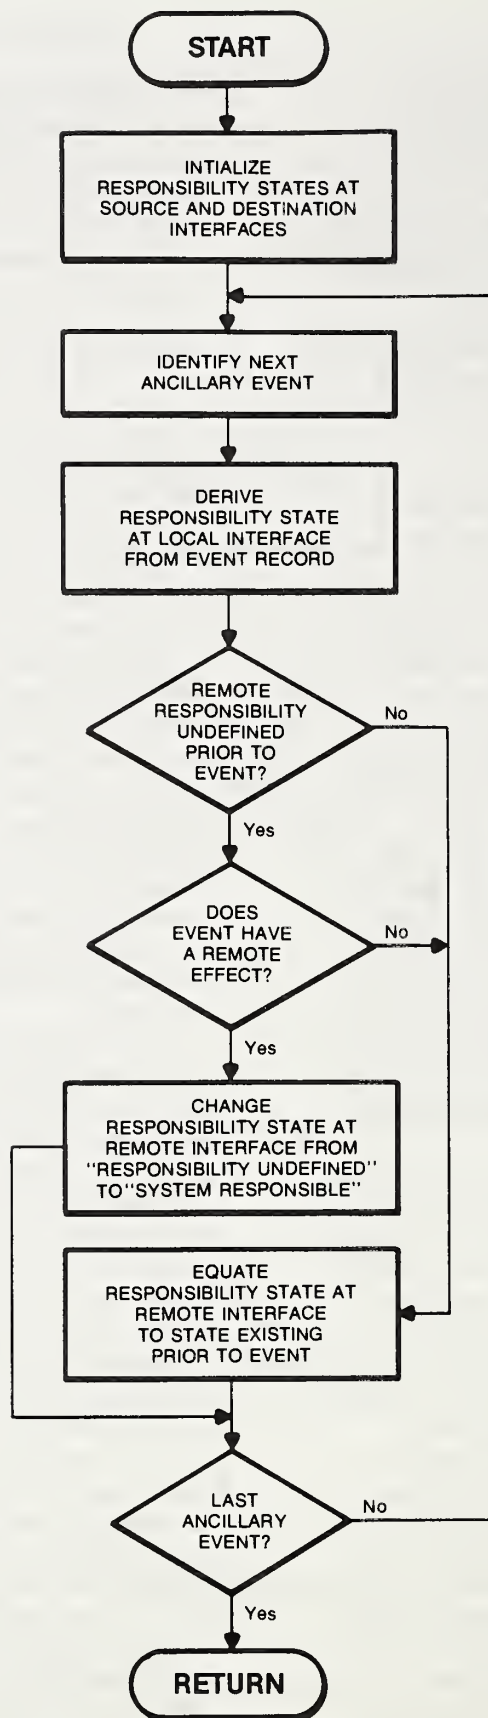 START
INTIALIZE
RESPONSIBILITY STATES AT
SOURCE AND DESTINATION
INTERFACES
IDENTIFY NEXT
ANCILLARY EVENT
DERIVE
RESPONSIBILITY STATE
AT LOCAL INTERFACE
FROM EVENT RECORD
REMOTE
RESPONSIBILITY
UNDEFINED
PRIOR TO
EVENT?
No
Yes
DOES
EVENT HAVE
A REMOTE
EFFECT?
No
Yes
CHANGE
RESPONSIBILITY STATE AT
REMOTE INTERFACE FROM
"RESPONSIBILITY UNDEFINED"
TO"SYSTEM RESPONSIBLE"
EQUATE
RESPONSIBILITY STATE AT
REMOTE INTERFACE
TO STATE EXISTING
PRIOR TO EVENT
LAST
ANCILLARY
EVENT?
No
Yes
RETURN